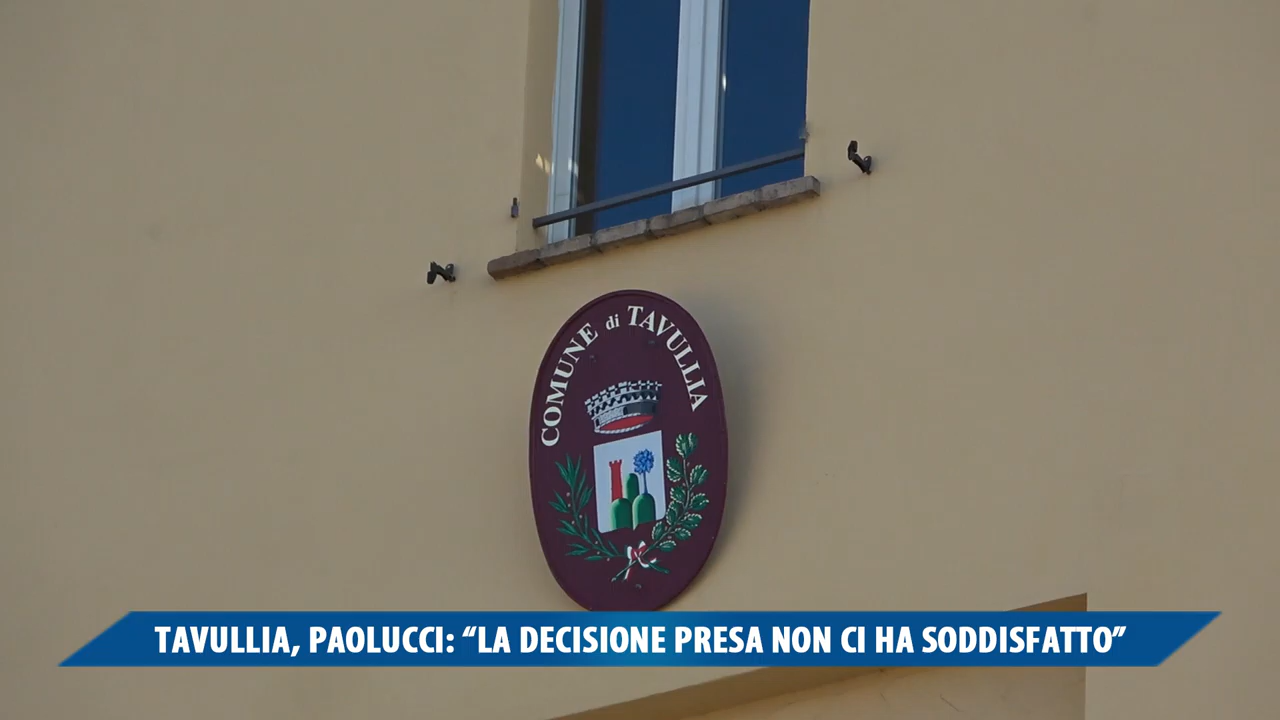 COMUNE di TAVULLIA
TAVULLIA, PAOLUCCI: “LA DECISIONE PRESA NON CI HA SODDISFATTO”